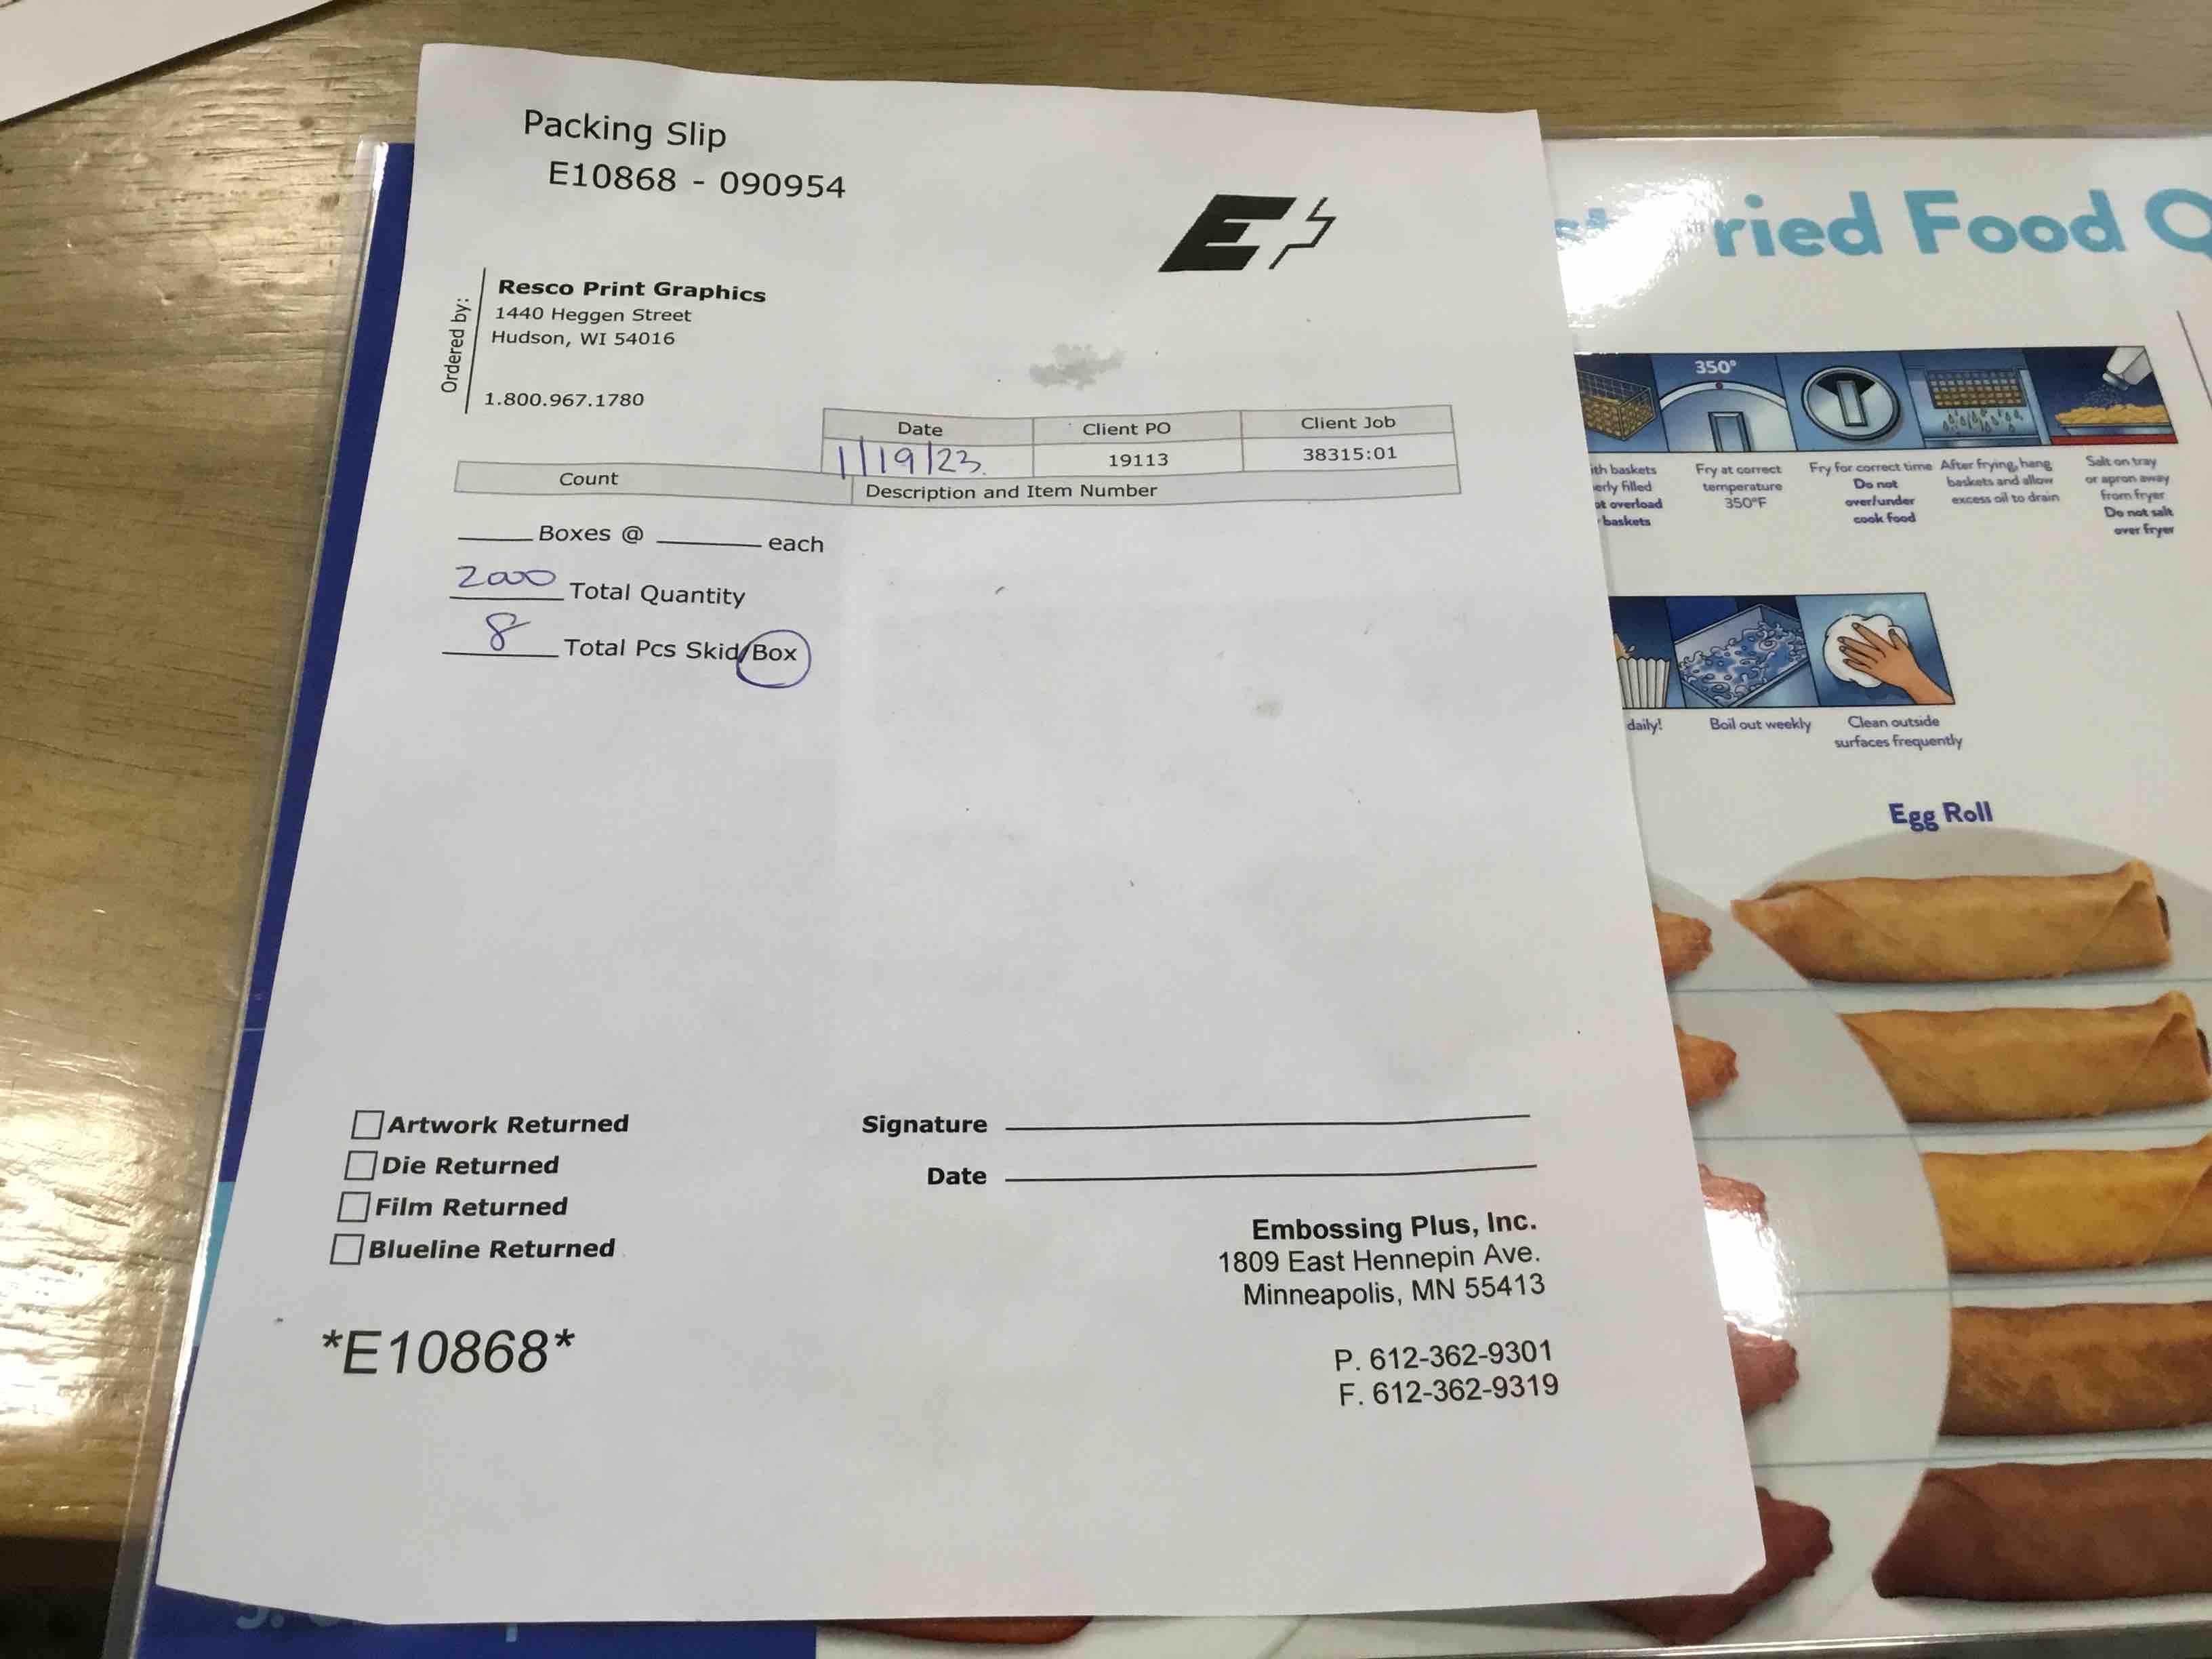 Packing Slip
E10868 - 090954
E
Ordered by:
Resco Print Graphics
1440 Heggen Street
Hudson, WI 54016
1.800.967.1780
Date Client PO Client Job
1/19/23 19113 38315:01
Count Description and Item Number
____ Boxes @ ____ each
2000 Total Quantity
8 Total Pcs Skid/Box
Artwork Returned
Die Returned
Film Returned
Blueline Returned
*E10868*
Signature
Date
Embossing Plus, Inc.
1809 East Hennepin Ave.
Minneapolis, MN 55413
P. 612-362-9301
F. 612-362-9319
ried Food
350°
baskets
overload
baskets
Fry at correct
temperature
350°F
Fry for correct time
Do not
over/under
cook food
After frying, hang
baskets and allow
excess oil to drain
Salt on tray
or apron away
from fryer
Do not salt
over fryer
daily!
Boil out weekly
Clean outside
surfaces frequently
Egg Roll